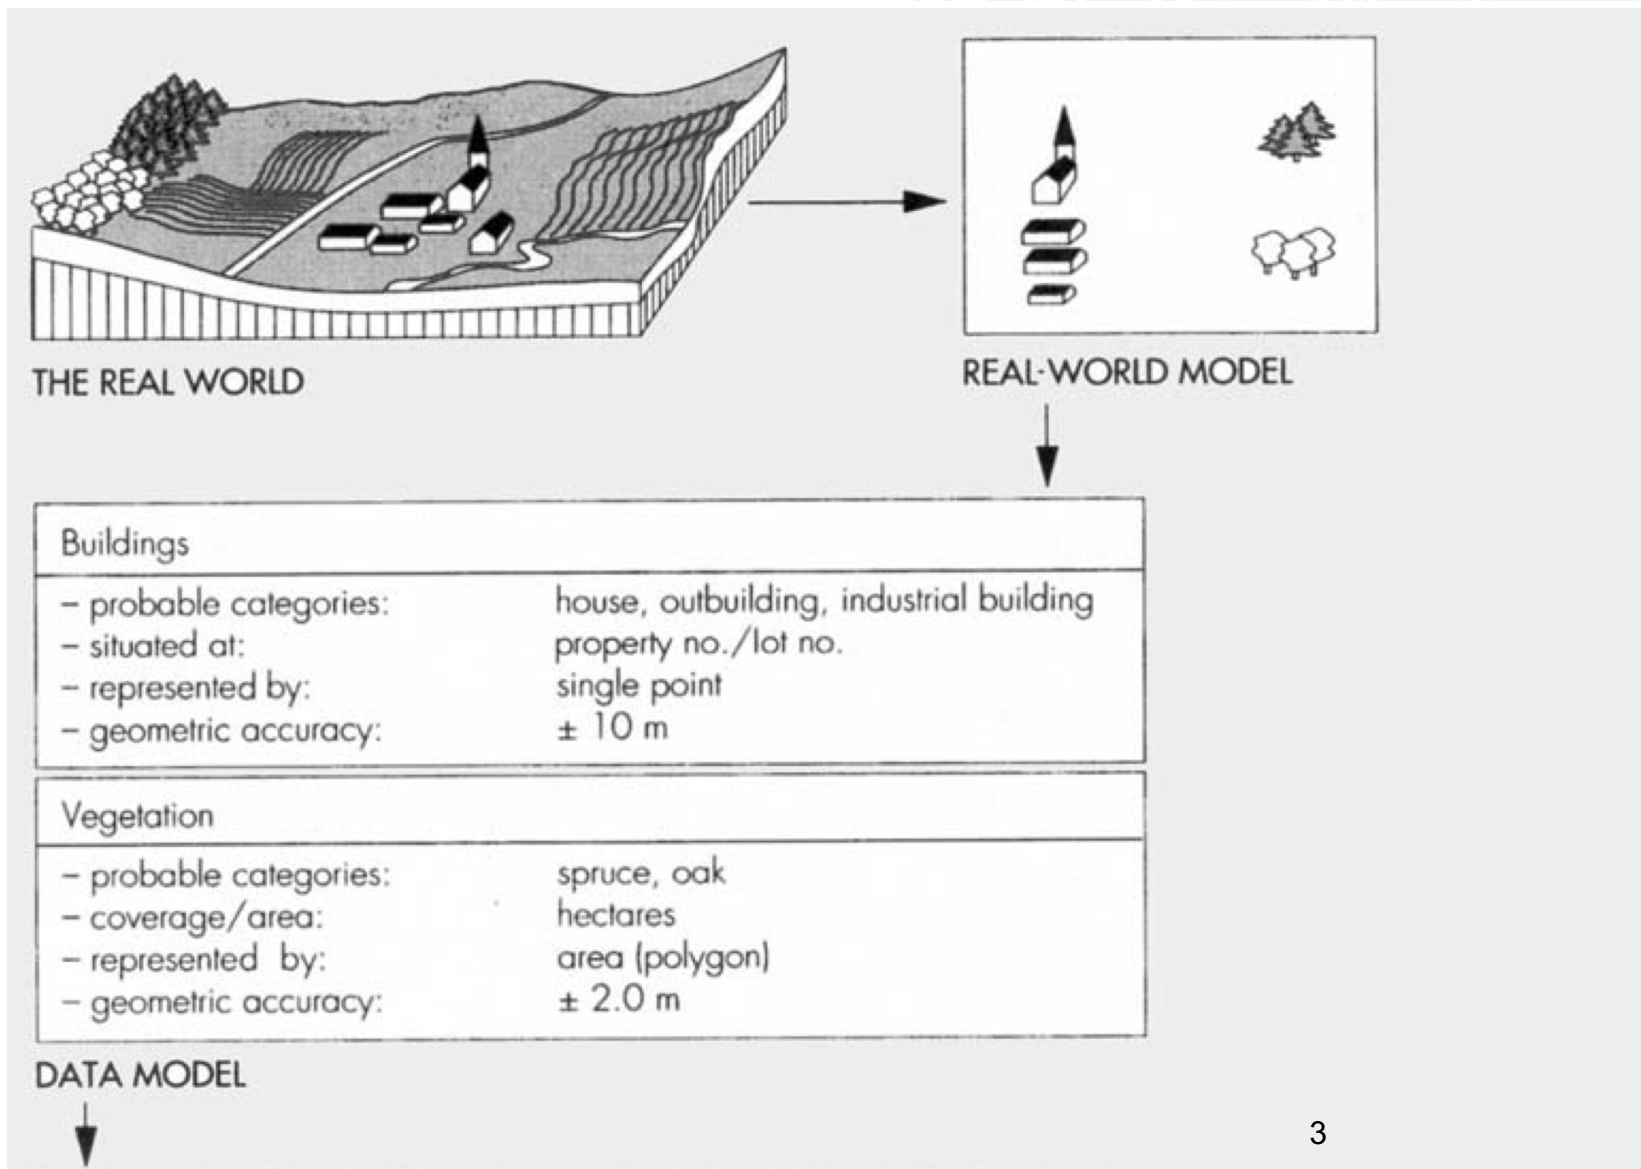 THE REAL WORLD
REAL-WORLD MODEL
Buildings
– probable categories: house, outbuilding, industrial building
– situated at: property no./lot no.
– represented by: single point
– geometric accuracy: ± 10 m
Vegetation
– probable categories: spruce, oak
– coverage/area: hectares
– represented by: area (polygon)
– geometric accuracy: ± 2.0 m
DATA MODEL
3